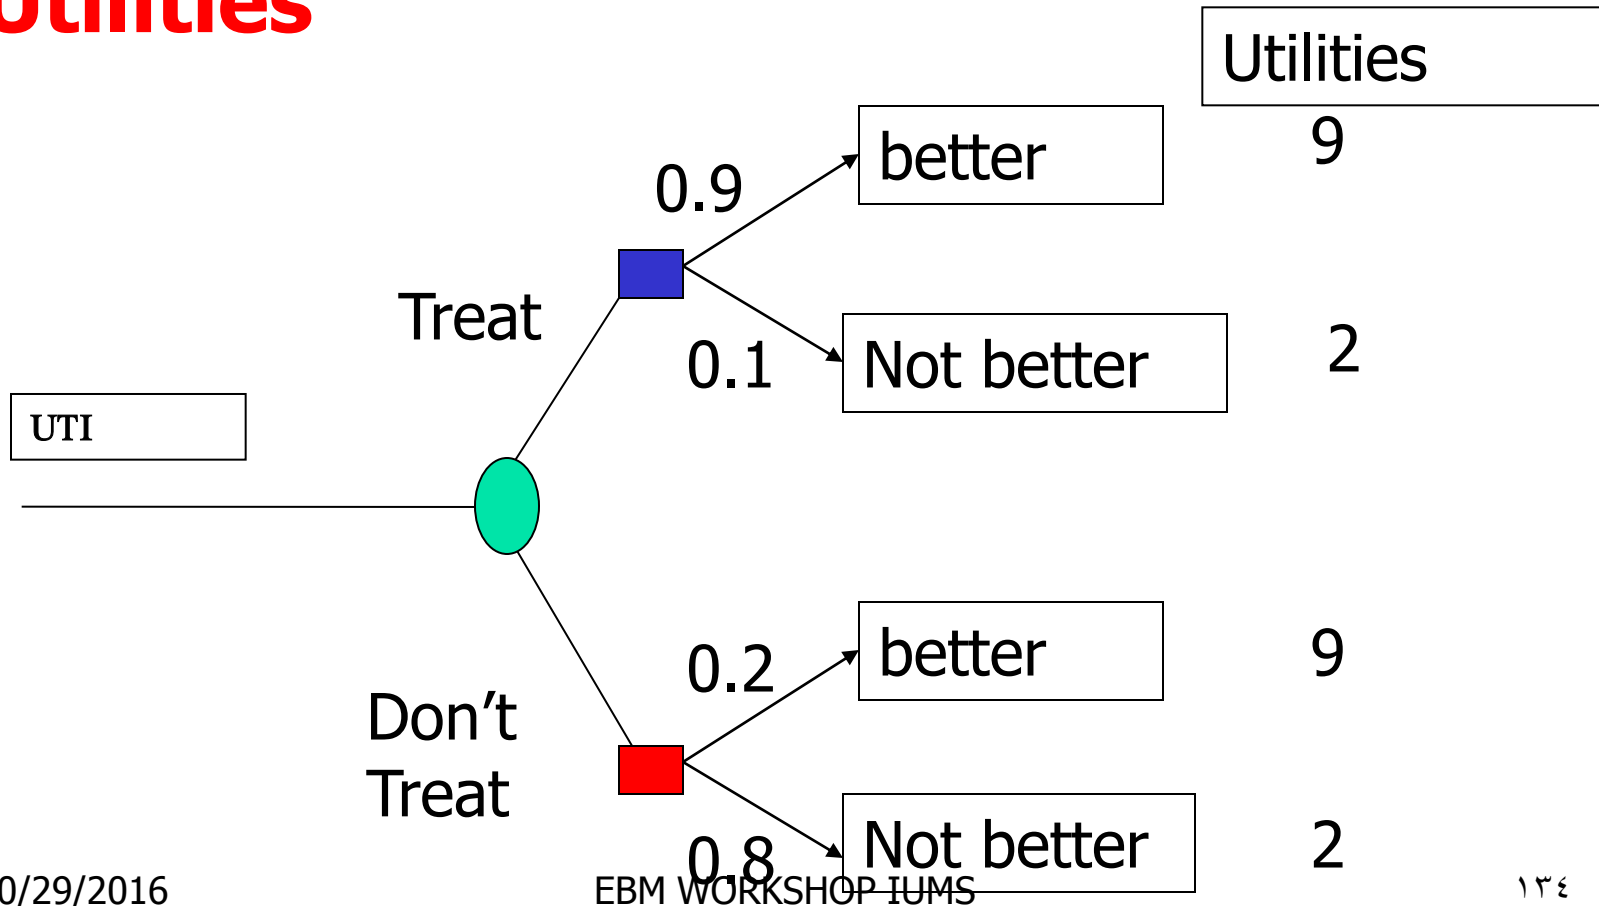 Utilities
Utilities
better
9
0.9
Treat
0.1
Not better
2
UTI
better
9
0.2
Don’t
Treat
0.8
Not better
2
0/29/2016
EBM WORKSHOP IUMS
١٣٤